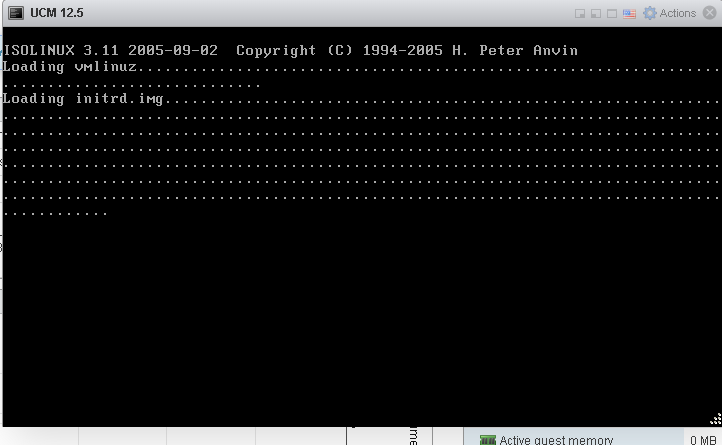 UCM 12.5
Actions
ISOLINUX 3.11 2005-09-02  Copyright (C) 1994-2005 H. Peter Anvin
Loading vmlinuz..................................................................
.............................
Loading initrd.img...............................................................
.................................................................................
.................................................................................
.................................................................................
.................................................................................
.................................................................................
.................................................................................
............
Active guest memory
0 MB